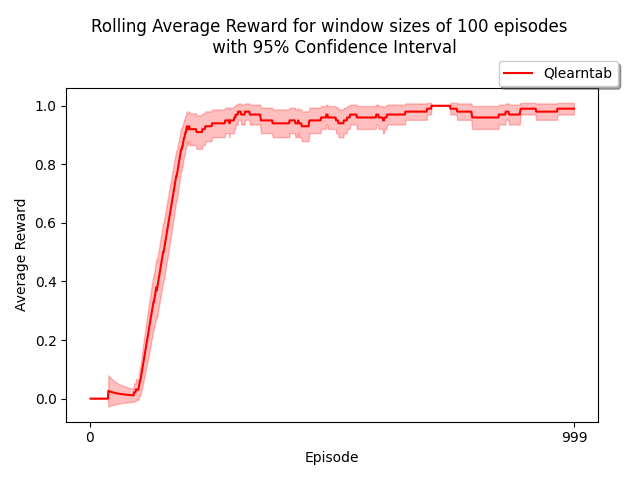 Rolling Average Reward for window sizes of 100 episodes
with 95% Confidence Interval
Qlearntab
1.0
0.8
0.6
0.4
0.2
0.0
Average Reward
0
999
Episode